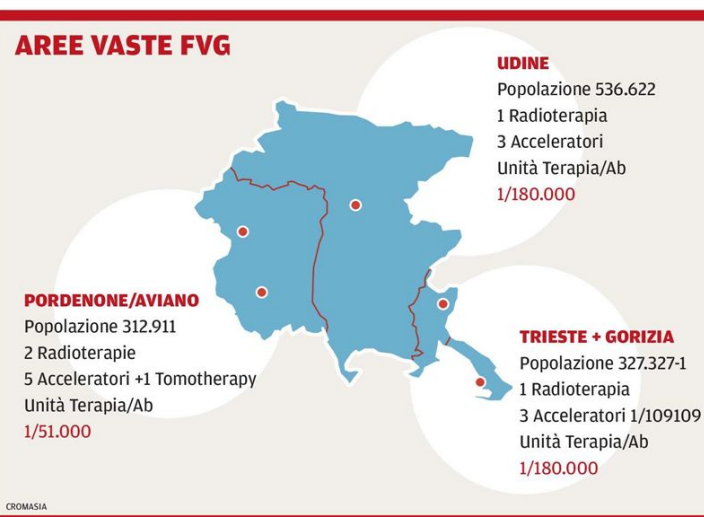 AREE VASTE FVG
UDINE
Popolazione 536.622
1 Radioterapia
3 Acceleratori
Unità Terapia/Ab
1/180.000
PORDENONE/AVIANO
Popolazione 312.911
2 Radioterapie
5 Acceleratori +1 Tomotherapy
Unità Terapia/Ab
1/51.000
TRIESTE + GORIZIA
Popolazione 327.327-1
1 Radioterapia
3 Acceleratori 1/109109
Unità Terapia/Ab
1/180.000
CROMASIA